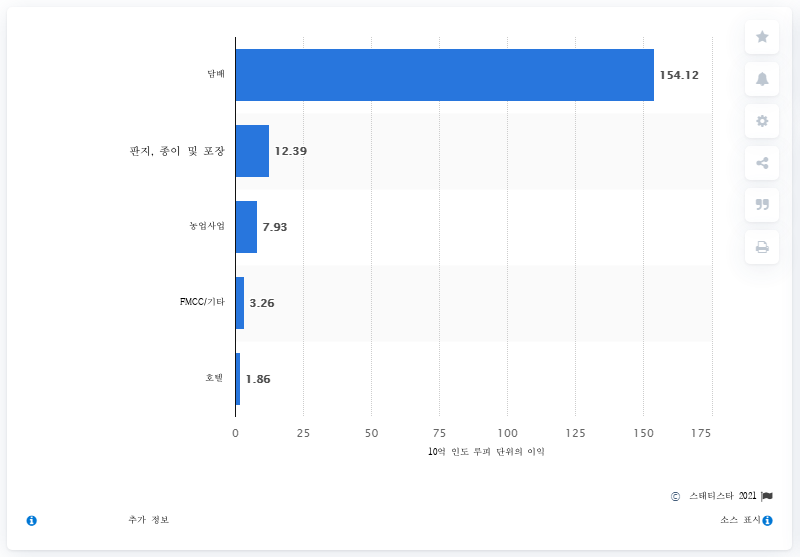 담배
154.12
판지, 종이 및 포장
12.39
농업사업
7.93
FMCC/기타
3.26
호텔
1.86
0 25 50 75 100 125 150 175
10억 인도 루피 단위의 이익
© 스태티스타 2021
추가 정보
소스 표시